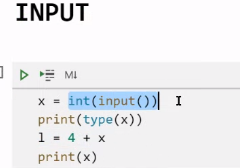 INPUT
]
M↓
x = int(input())
print(type(x))
l = 4 + x
print(x)